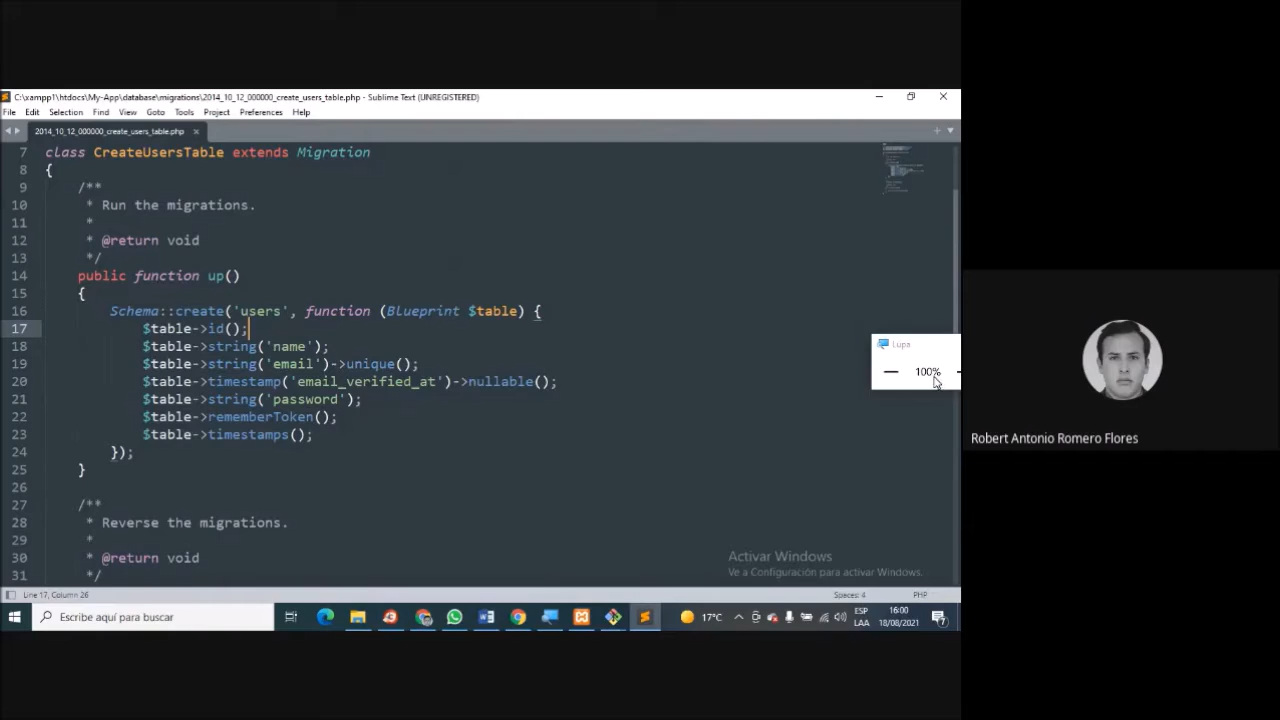 C:\xampp1\htdocs\My-App\database\migrations\2014_10_12_000000_create_users_table.php - Sublime Text (UNREGISTERED)
File Edit Selection Find View Goto Tools Project Preferences Help
2014_10_12_000000_create_users_table.php
7 class CreateUsersTable extends Migration
8 {
9 /**
10 * Run the migrations.
11 *
12 * @return void
13 */
14 public function up()
15 {
16 Schema::create('users', function (Blueprint $table) {
17 $table->id();
18 $table->string('name');
19 $table->string('email')->unique();
20 $table->timestamp('email_verified_at')->nullable();
21 $table->string('password');
22 $table->rememberToken();
23 $table->timestamps();
24 });
25 }
26
27 /**
28 * Reverse the migrations.
29 *
30 * @return void
31 */
Lupa
100%
Robert Antonio Romero Flores
Activar Windows
Ve a Configuración para activar Windows.
Line 17, Column 26
Spaces: 4
PHP
Escribe aquí para buscar
17°C
ESP
LAA
16:00
18/08/2021
7